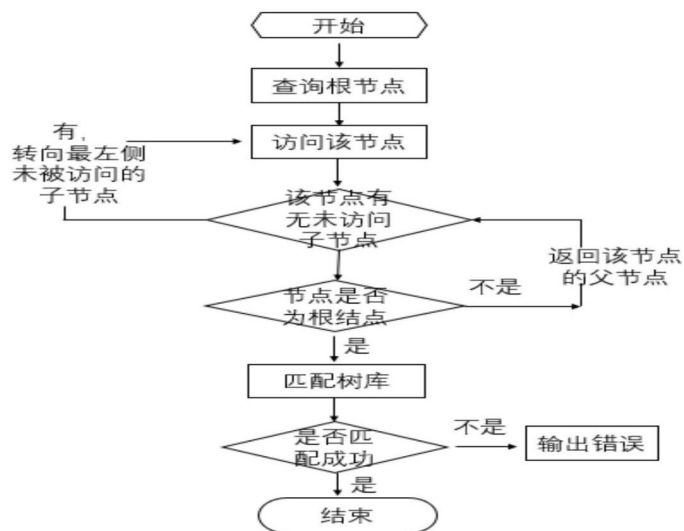 开始
查询根节点
访问该节点
有,
转向最左侧
未被访问的
子节点
该节点有
无未访问
子节点
返回该节点
的父节点
节点是否
为根结点
不是
是
匹配树库
是否匹
配成功
不是
输出错误
是
结束